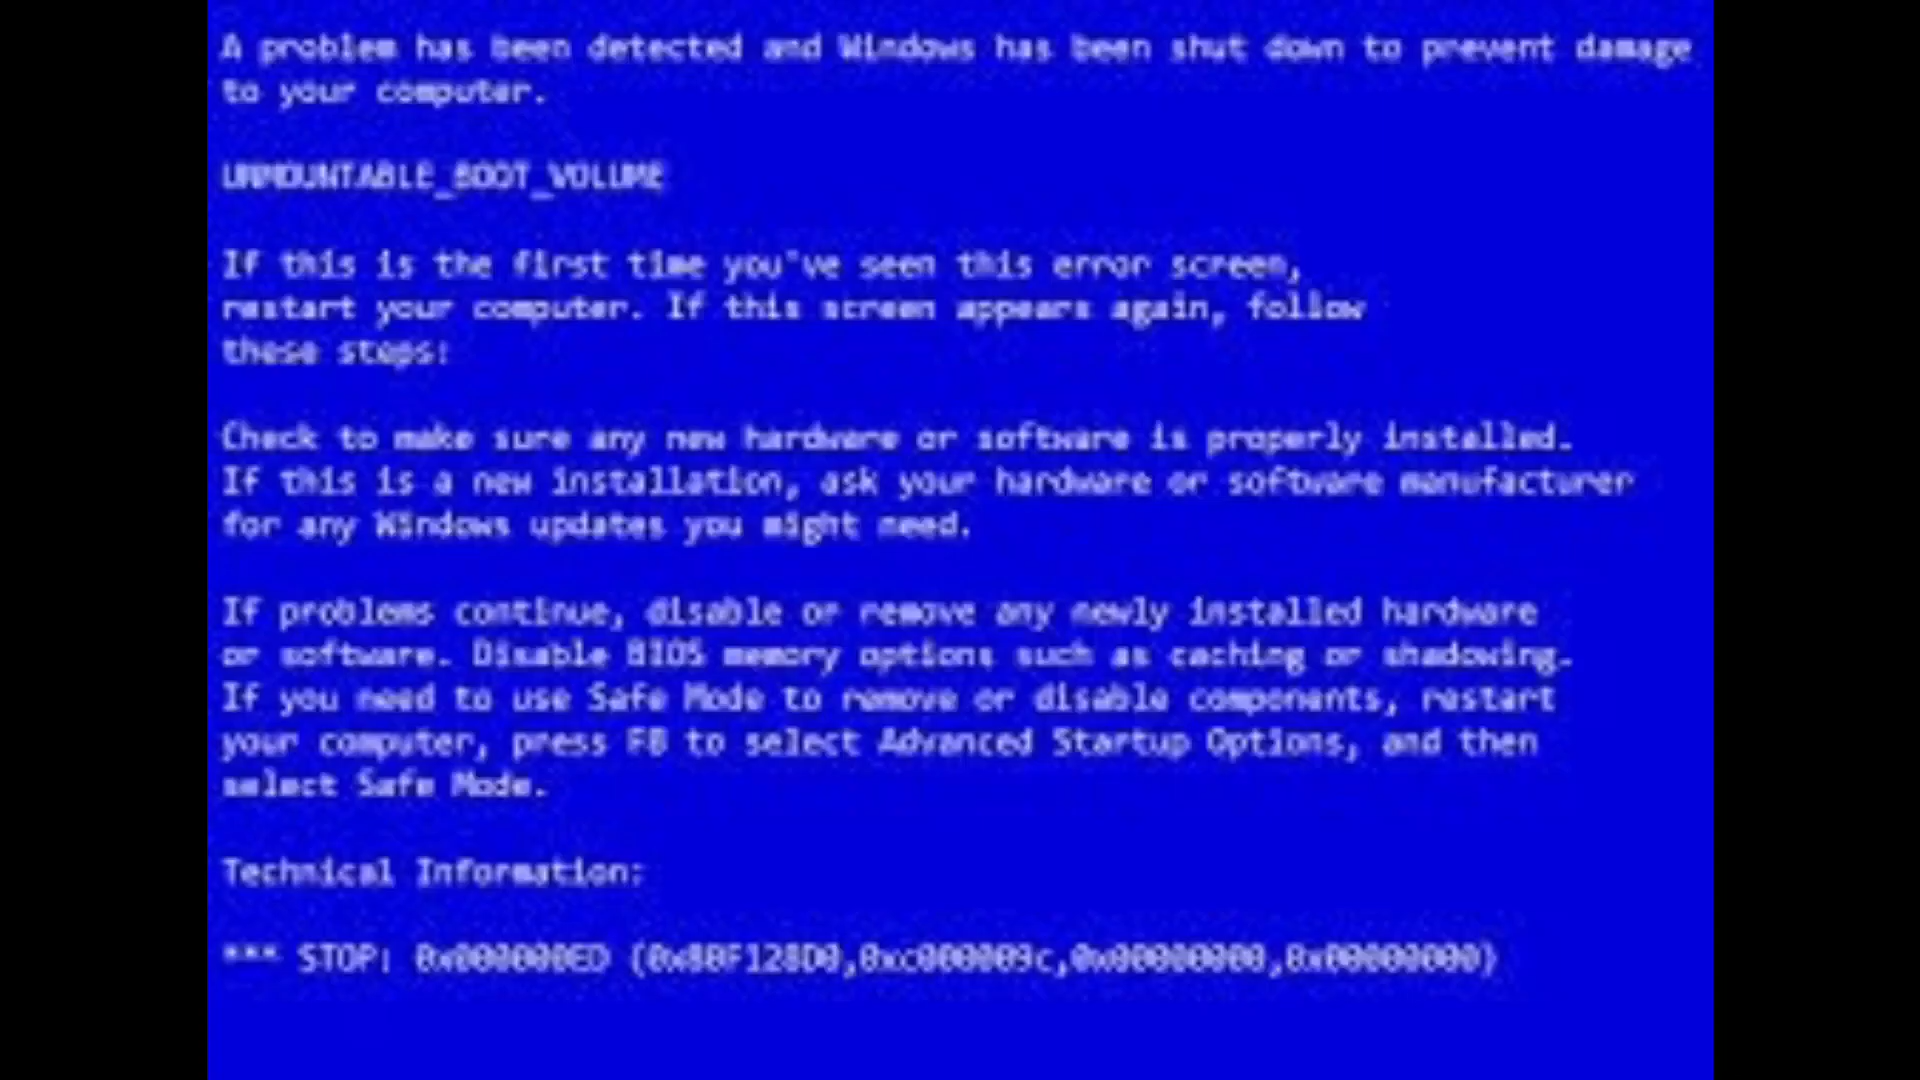 A problem has been detected and Windows has been shut down to prevent damage
to your computer.
UNMOUNTABLE_BOOT_VOLUME
If this is the first time you've seen this error screen,
restart your computer. If this screen appears again, follow
these steps:
Check to make sure any new hardware or software is properly installed.
If this is a new installation, ask your hardware or software manufacturer
for any Windows updates you might need.
If problems continue, disable or remove any newly installed hardware
or software. Disable BIOS memory options such as caching or shadowing.
If you need to use Safe Mode to remove or disable components, restart
your computer, press F8 to select Advanced Startup Options, and then
select Safe Mode.
Technical Information:
*** STOP: 0x000000ED (0x80F128D0,0xc000009c,0x00000000,0x00000000)